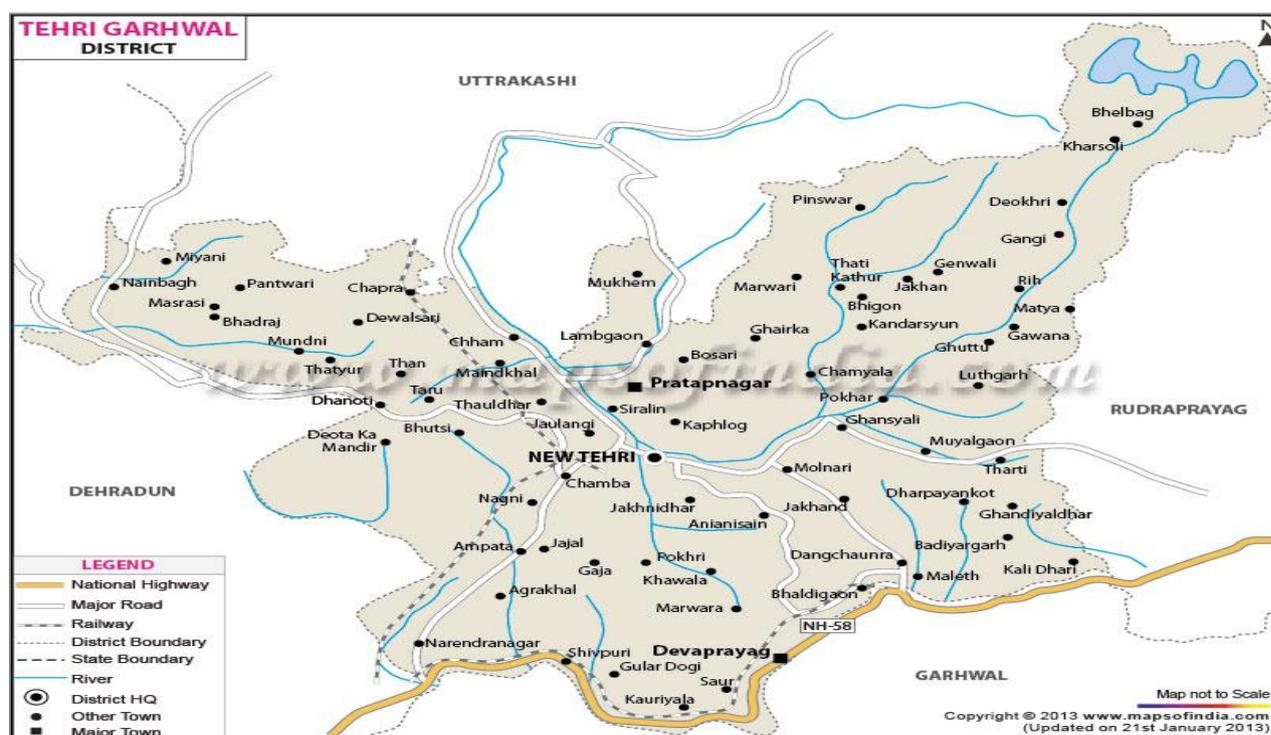 TEHRI GARHWAL
DISTRICT
N
UTTRAKASHI
Bhelbag
Kharsoli
Pinswar
Deokhri
Gangi
Miyani
Mukhem
Thati
Kathur
Genwali
Nainbagh
Pantwari
Chapra
Marwari
Jakhan
Rih
Masrasi
Bhigon
Matya
Bhadraj
Dewalsari
Ghairka
Kandarsyun
Gawana
Mundni
Chham
Lambgaon
Ghuttu
Thatyur
Than
Maindkhal
Bosari
www.mapsofindia.com
Chamyala
Luthgarh
Taru
Pratapnagar
Dhanoti
Thauldhar
Siralin
Pokhar
RUDRAPRAYAG
Bhutsi
Jaulangi
Kaphlog
Ghansyali
Deota Ka
Mandir
Muyalgaon
NEW TEHRI
Molnari
Tharti
DEHRADUN
Chamba
Nagni
Jakhnidhar
Jakhand
Dharpayankot
Ghandiyaldhar
Anianisain
Ampata
Jajal
Pokhri
Dangchaunra
Badiyargarh
LEGEND
Gaja
Khawala
Maleth
Kali Dhari
National Highway
Agrakhal
Bhaldigaon
Major Road
Marwara
Railway
NH-58
District Boundary
Narendranagar
State Boundary
Shivpuri
Devaprayag
River
Gular Dogi
GARHWAL
District HQ
Saur
Map not to Scale
Other Town
Kauriyala
Copyright © 2013 www.mapsofindia.com
Major Town
(Updated on 21st January 2013)